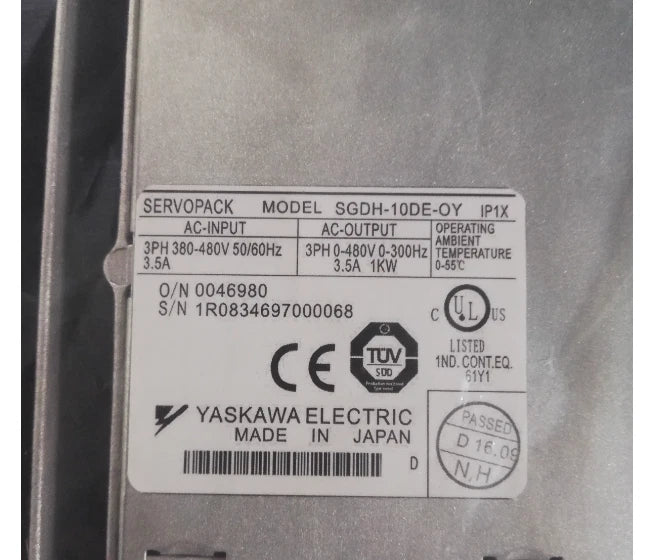 SERVOPACK MODEL SGDH-10DE-OY IP1X
AC-INPUT
3PH 380-480V 50/60Hz
3.5A
AC-OUTPUT
3PH 0-480V 0-300Hz
3.5A 1KW
OPERATING
AMBIENT
TEMPERATURE
0-55℃
O/N 0046980
S/N 1R0834697000068
C UL US
LISTED
1ND. CONT.EQ.
61Y1
CE
TÜV
YASKAWA ELECTRIC
MADE IN JAPAN
D
PASSED
D 16.09
N.H